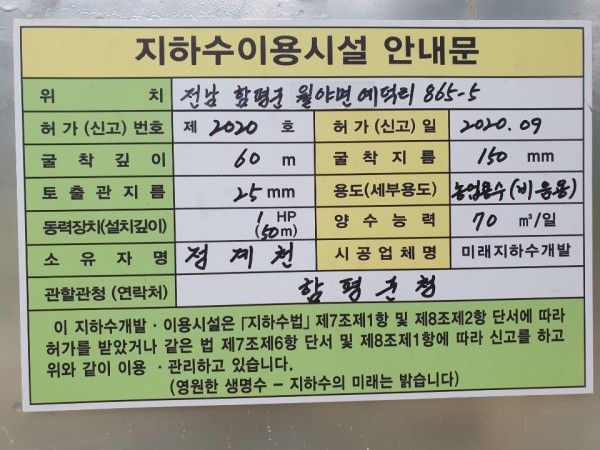 지하수이용시설 안내문
위 치 전남 함평군 월야면 예덕리 865-5
허 가 (신고) 번호 제 2020 호 허 가 (신고) 일 2020.09
굴 착 깊 이 60 m 굴 착 지 름 150 mm
토 출 관 지 름 25 mm 용도(세부용도) 농업용수 (비음용)
동력장치(설치깊이) 1 HP (50m) 양 수 능 력 70 ㎥/일
소 유 자 명 정계천 시 공 업 체 명 미래지하수개발
관할관청 (연락처) 함평군청
이 지하수개발 · 이용시설은 「지하수법」 제7조제1항 및 제8조제2항 단서에 따라
허가를 받았거나 같은 법 제7조제6항 단서 및 제8조제1항에 따라 신고를 하고
위와 같이 이용 · 관리하고 있습니다.
(영원한 생명수 – 지하수의 미래는 밝습니다)